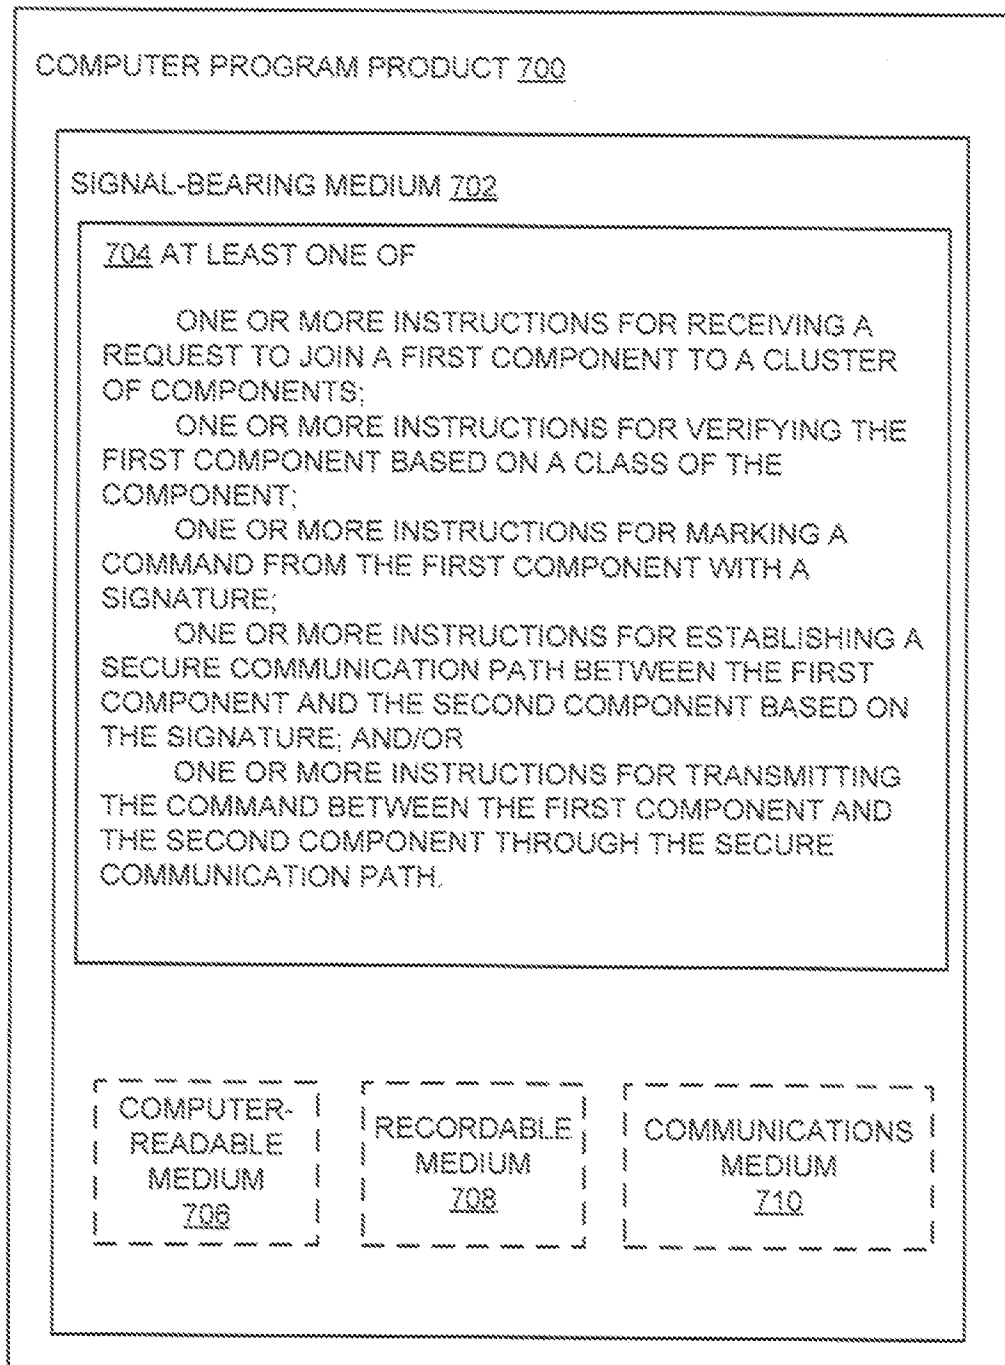 COMPUTER PROGRAM PRODUCT 700
SIGNAL-BEARING MEDIUM 702
704 AT LEAST ONE OF
ONE OR MORE INSTRUCTIONS FOR RECEIVING A
REQUEST TO JOIN A FIRST COMPONENT TO A CLUSTER
OF COMPONENTS;
ONE OR MORE INSTRUCTIONS FOR VERIFYING THE
FIRST COMPONENT BASED ON A CLASS OF THE
COMPONENT;
ONE OR MORE INSTRUCTIONS FOR MARKING A
COMMAND FROM THE FIRST COMPONENT WITH A
SIGNATURE;
ONE OR MORE INSTRUCTIONS FOR ESTABLISHING A
SECURE COMMUNICATION PATH BETWEEN THE FIRST
COMPONENT AND THE SECOND COMPONENT BASED ON
THE SIGNATURE; AND/OR
ONE OR MORE INSTRUCTIONS FOR TRANSMITTING
THE COMMAND BETWEEN THE FIRST COMPONENT AND
THE SECOND COMPONENT THROUGH THE SECURE
COMMUNICATION PATH.
COMPUTER-
READABLE
MEDIUM
706
RECORDABLE
MEDIUM
708
COMMUNICATIONS
MEDIUM
710